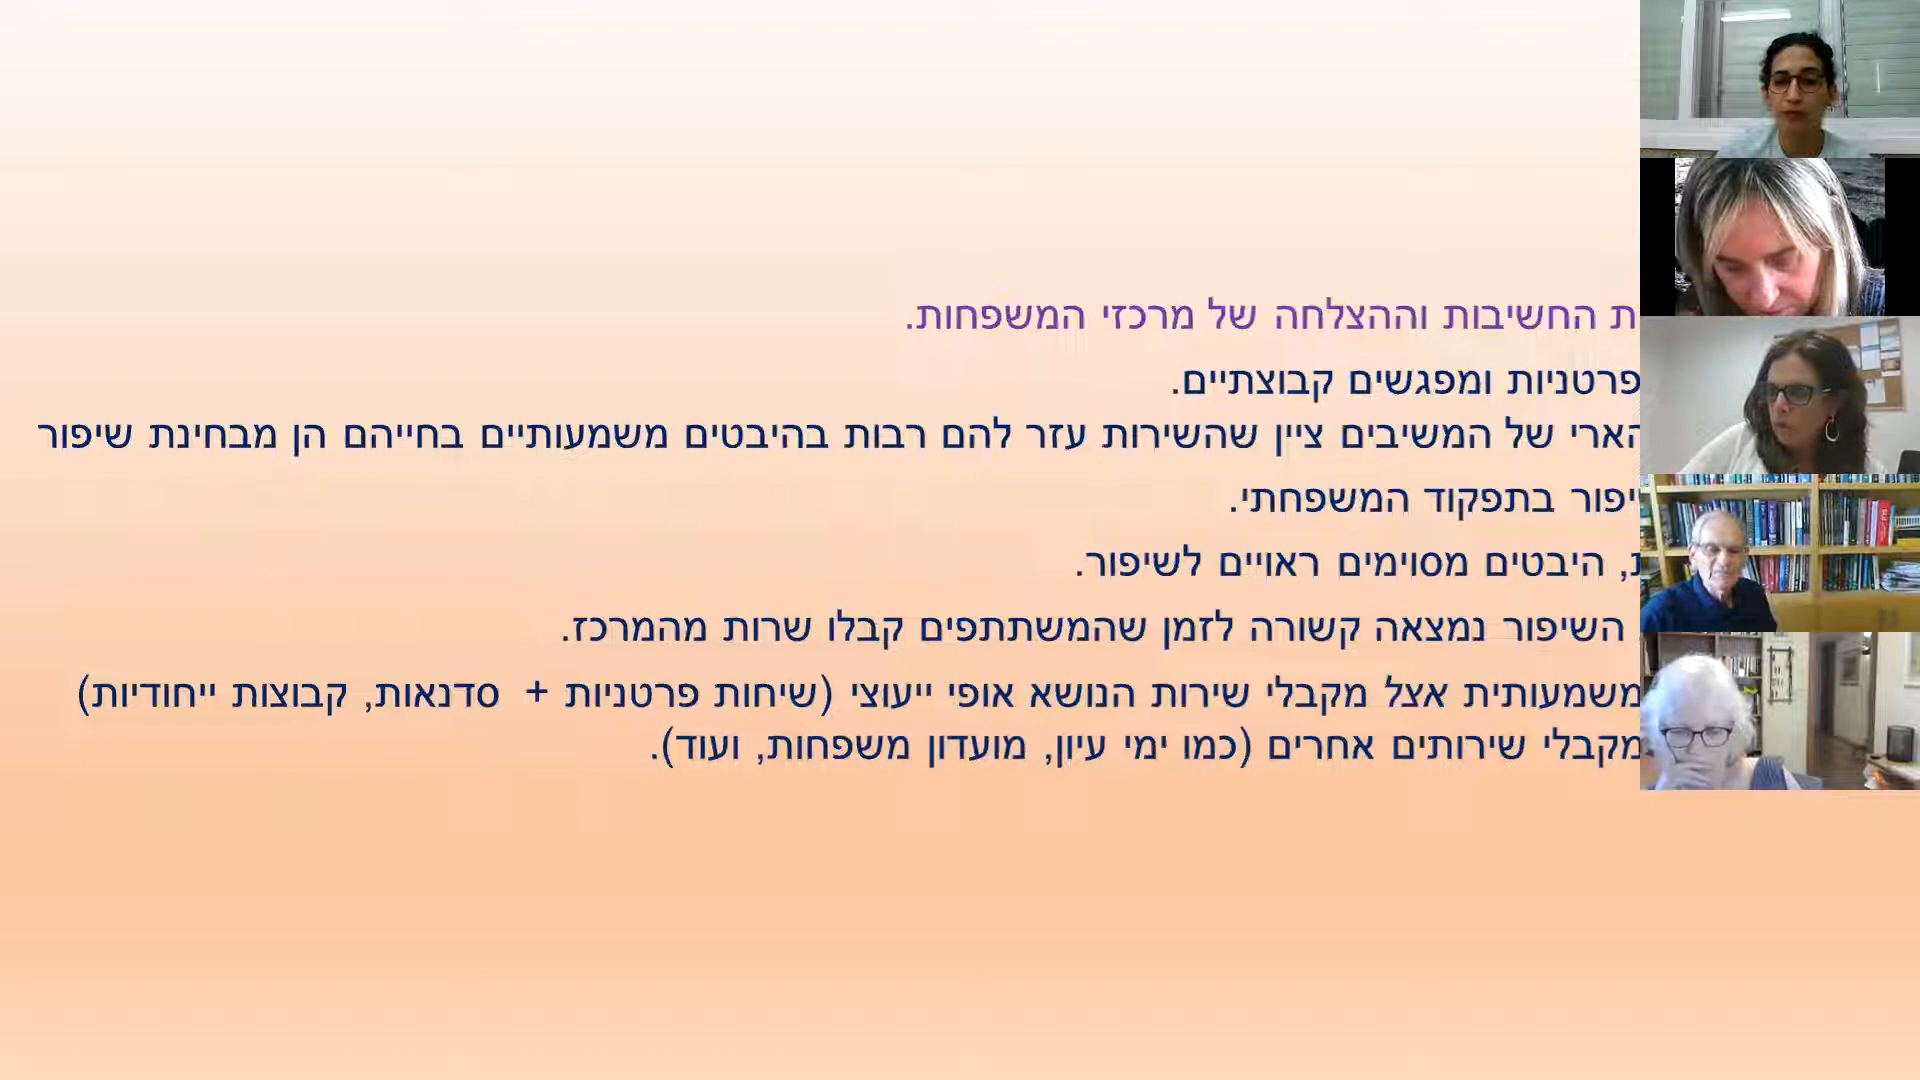 החשיבות וההצלחה של מרכזי המשפחות.
פרטניות ומפגשים קבוצתיים.
הארי של המשיבים ציין שהשירות עזר להם רבות בהיבטים משמעותיים בחייהם הן מבחינת שיפור
בתפקוד המשפחתי.
היבטים מסוימים ראויים לשיפור.
השיפור נמצאה קשורה לזמן שהמשתתפים קבלו שרות מהמרכז.
משמעותית אצל מקבלי שירות הנושא אופי ייעוצי (שיחות פרטניות + סדנאות, קבוצות ייחודיות)
מקבלי שירותים אחרים (כמו ימי עיון, מועדון משפחות, ועוד).